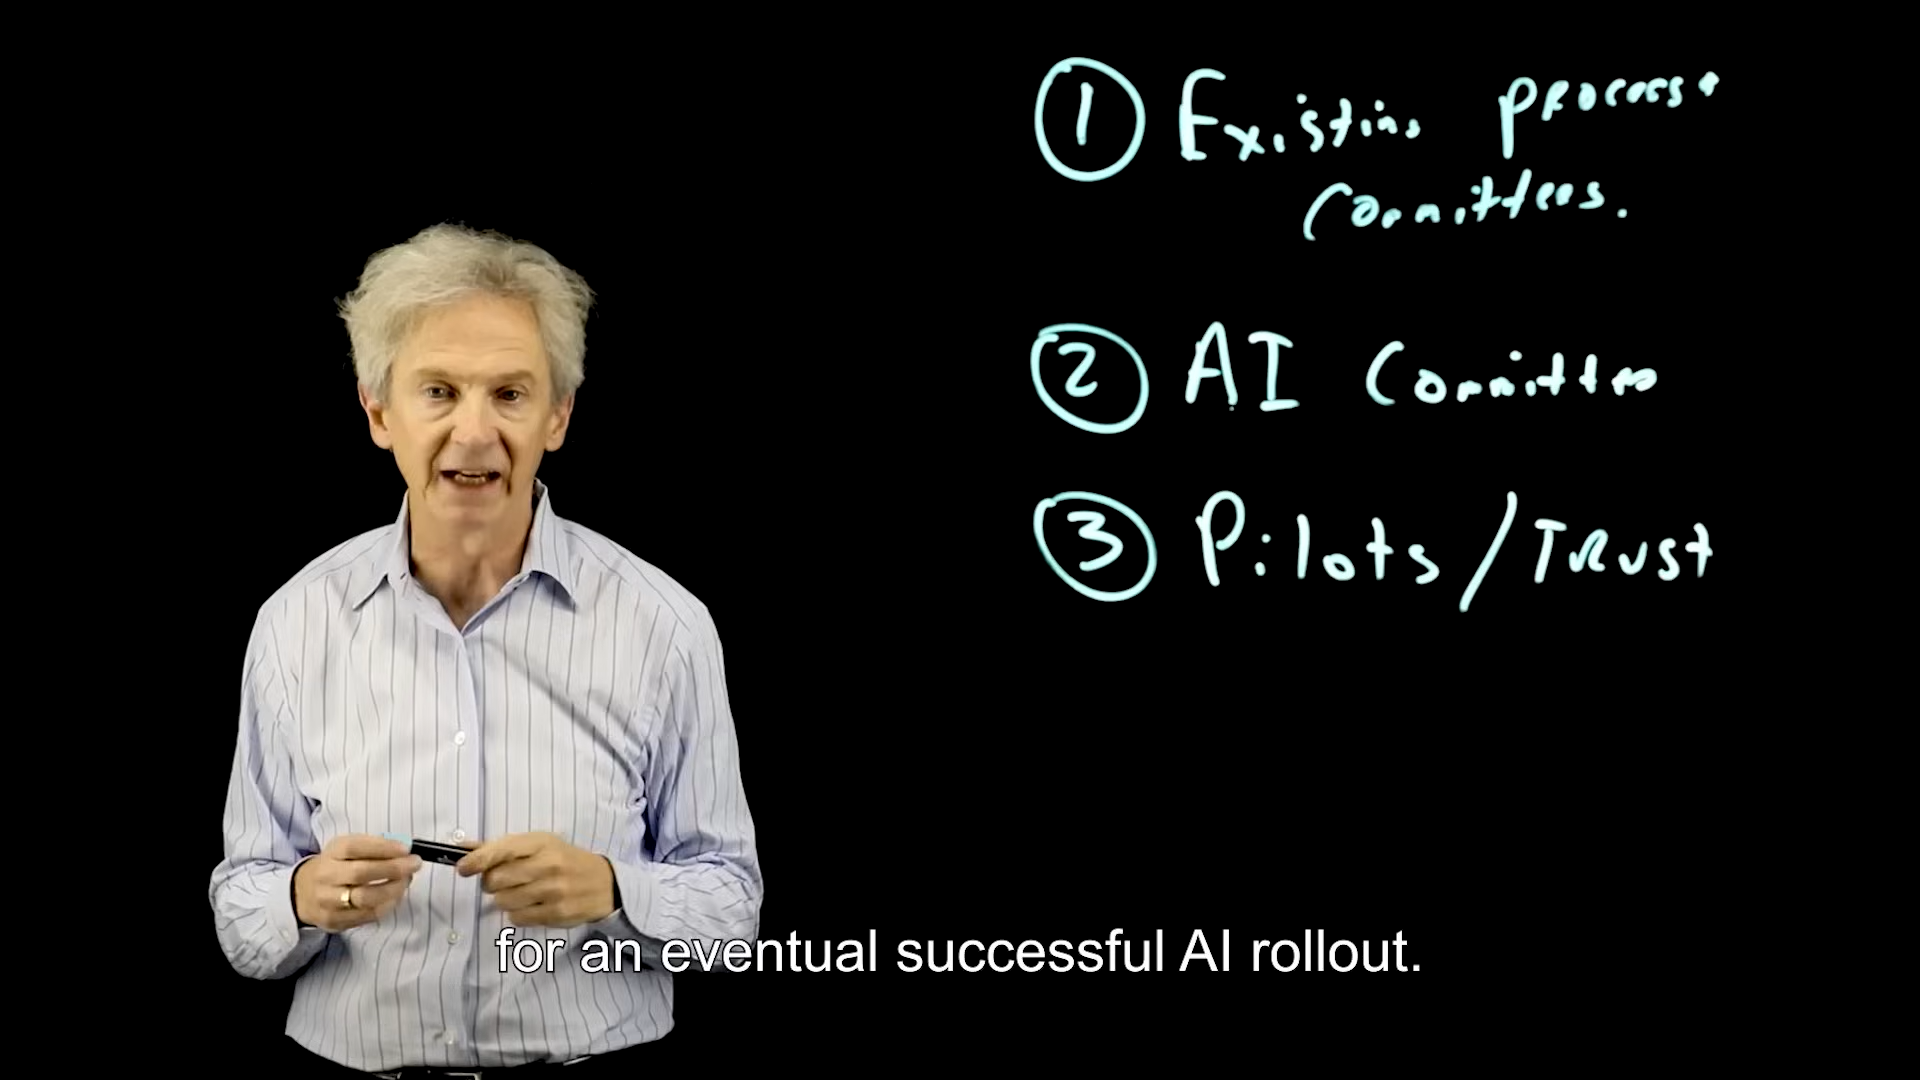 1 Existing process +
committees.
2 AI Committee
3 Pilots / Trust
for an eventual successful AI rollout.